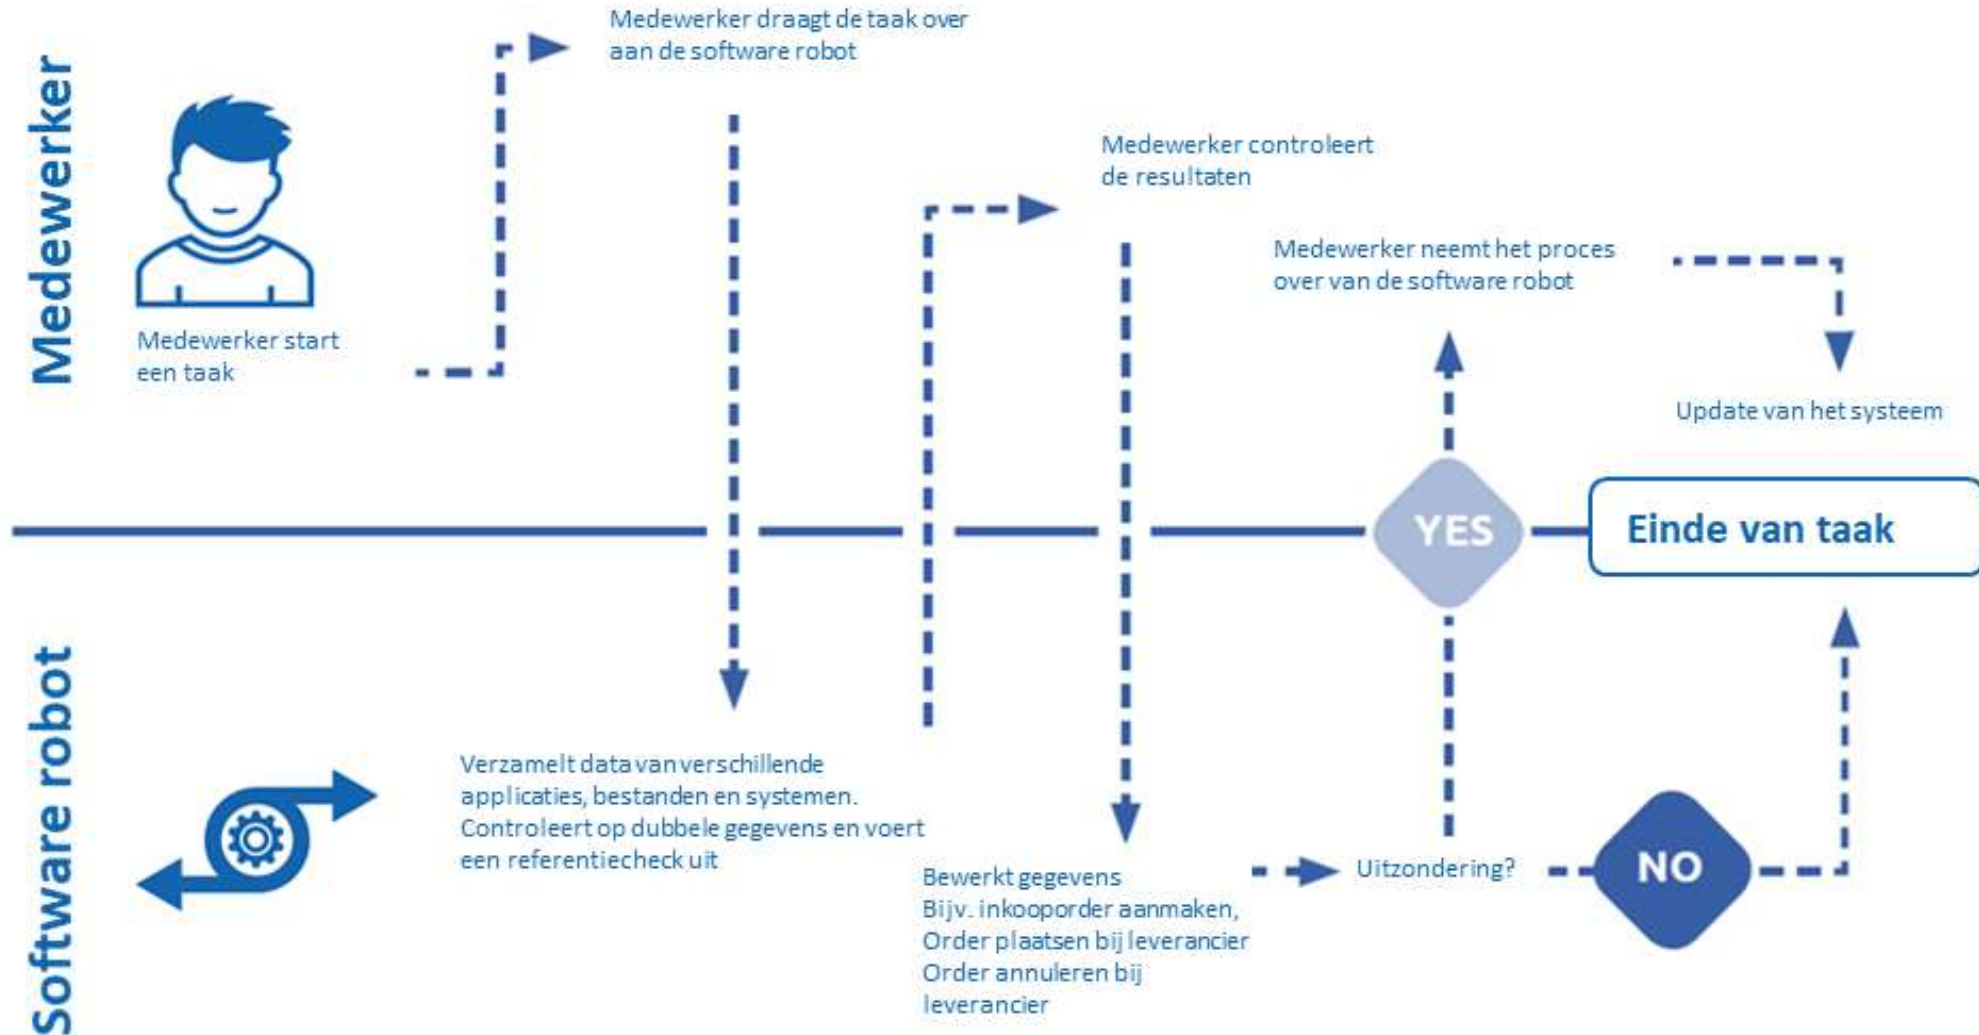 Medewerker
Medewerker start
een taak
Medewerker draagt de taak over
aan de software robot
Medewerker controleert
de resultaten
Medewerker neemt het proces
over van de software robot
Update van het systeem
YES
Einde van taak
Software robot
Verzamelt data van verschillende
applicaties, bestanden en systemen.
Controleert op dubbele gegevens en voert
een referentiecheck uit
Bewerkt gegevens
Bijv. inkooporder aanmaken,
Order plaatsen bij leverancier
Order annuleren bij
leverancier
Uitzondering?
NO